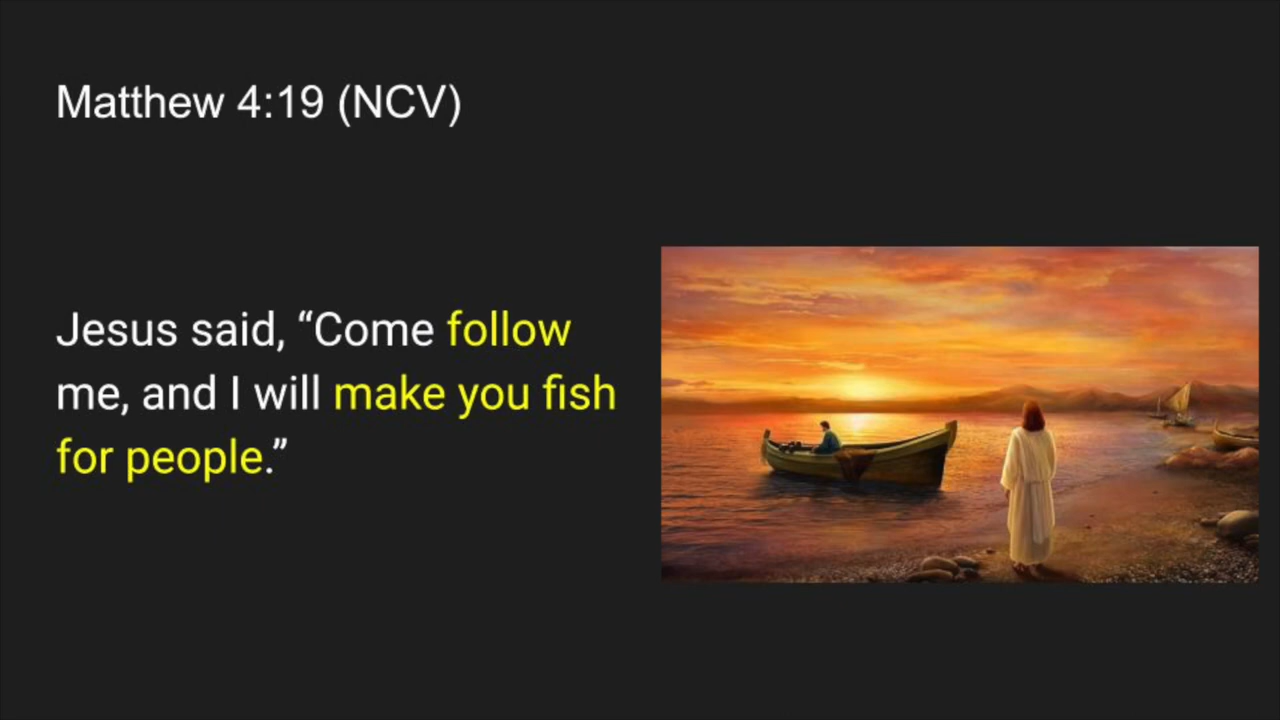 Matthew 4:19 (NCV)
Jesus said, “Come follow
me, and I will make you fish
for people.”